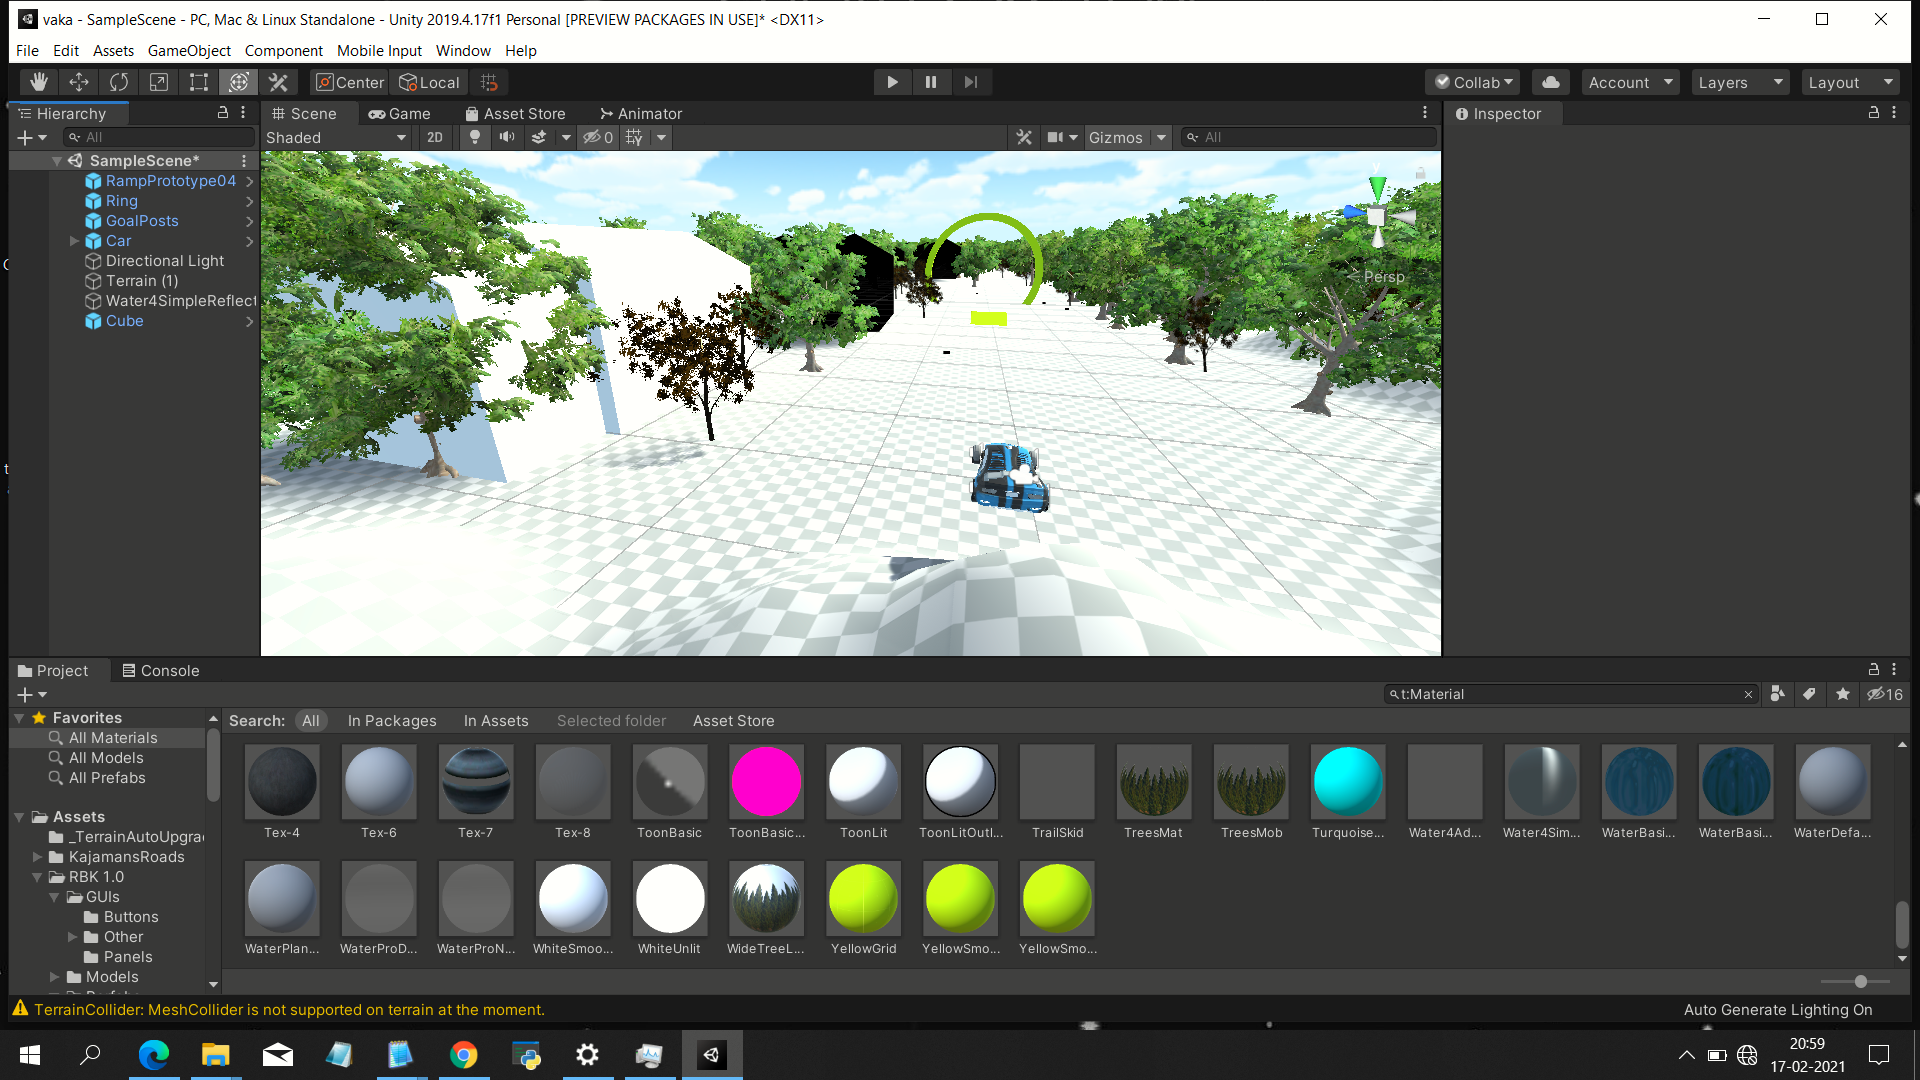 vaka - SampleScene - PC, Mac & Linux Standalone - Unity 2019.4.17f1 Personal [PREVIEW PACKAGES IN USE]* <DX11>
File Edit Assets GameObject Component Mobile Input Window Help
Center Local Collab Account Layers Layout
Hierarchy Scene Game Asset Store Animator Inspector
All Shaded 2D 0 Gizmos All
SampleScene*
RampPrototype04
Ring
GoalPosts
Car
Directional Light
Terrain (1)
Water4SimpleReflect
Cube
y
Persp
Project Console
t:Material 16
Favorites
All Materials
All Models
All Prefabs
Assets
_TerrainAutoUpgra
KajamansRoads
RBK 1.0
GUIs
Buttons
Other
Panels
Models
Search: All In Packages In Assets Selected folder Asset Store
Tex-4 Tex-6 Tex-7 Tex-8 ToonBasic ToonBasic... ToonLit ToonLitOutl... TrailSkid TreesMat TreesMob Turquoise... Water4Ad... Water4Sim... WaterBasi... WaterBasi... WaterDefa...
WaterPlan... WaterProD... WaterProN... WhiteSmoo... WhiteUnlit WideTreeL... YellowGrid YellowSmo... YellowSmo...
TerrainCollider: MeshCollider is not supported on terrain at the moment. Auto Generate Lighting On
20:59
17-02-2021